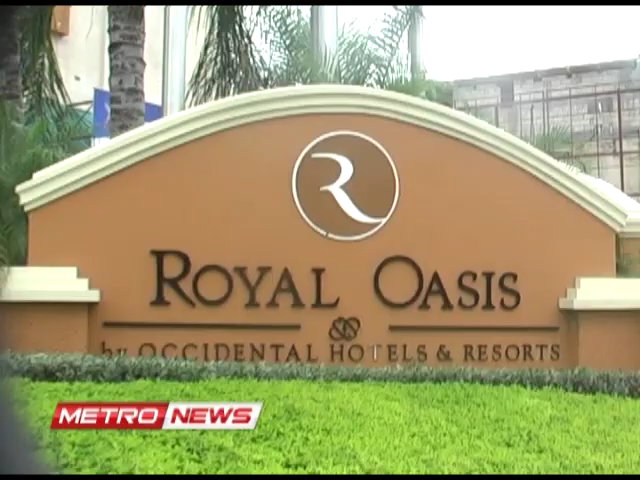 R
ROYAL OASIS
by OCCIDENTAL HOTELS & RESORTS
METRO NEWS